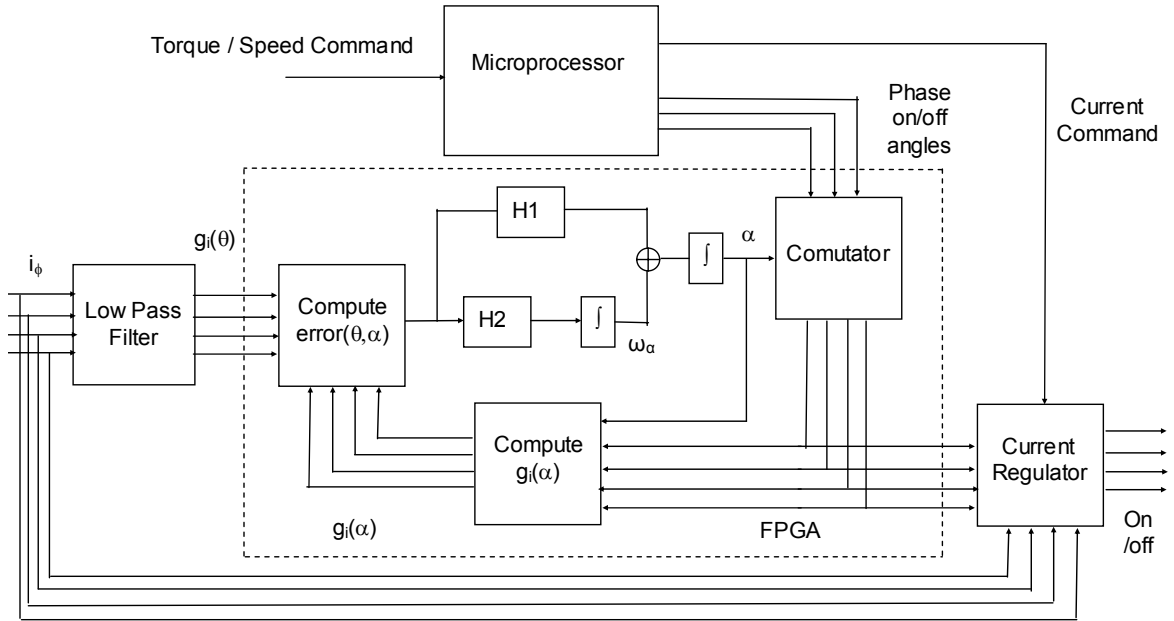 Torque / Speed Command
Microprocessor
Phase
on/off
angles
Current
Command
H1
gᵢ(θ)
∫
α
Comutator
iϕ
Low Pass
Filter
Compute
error(θ,α)
H2
∫
ωα
Compute
gᵢ(α)
Current
Regulator
gᵢ(α)
FPGA
On
/off